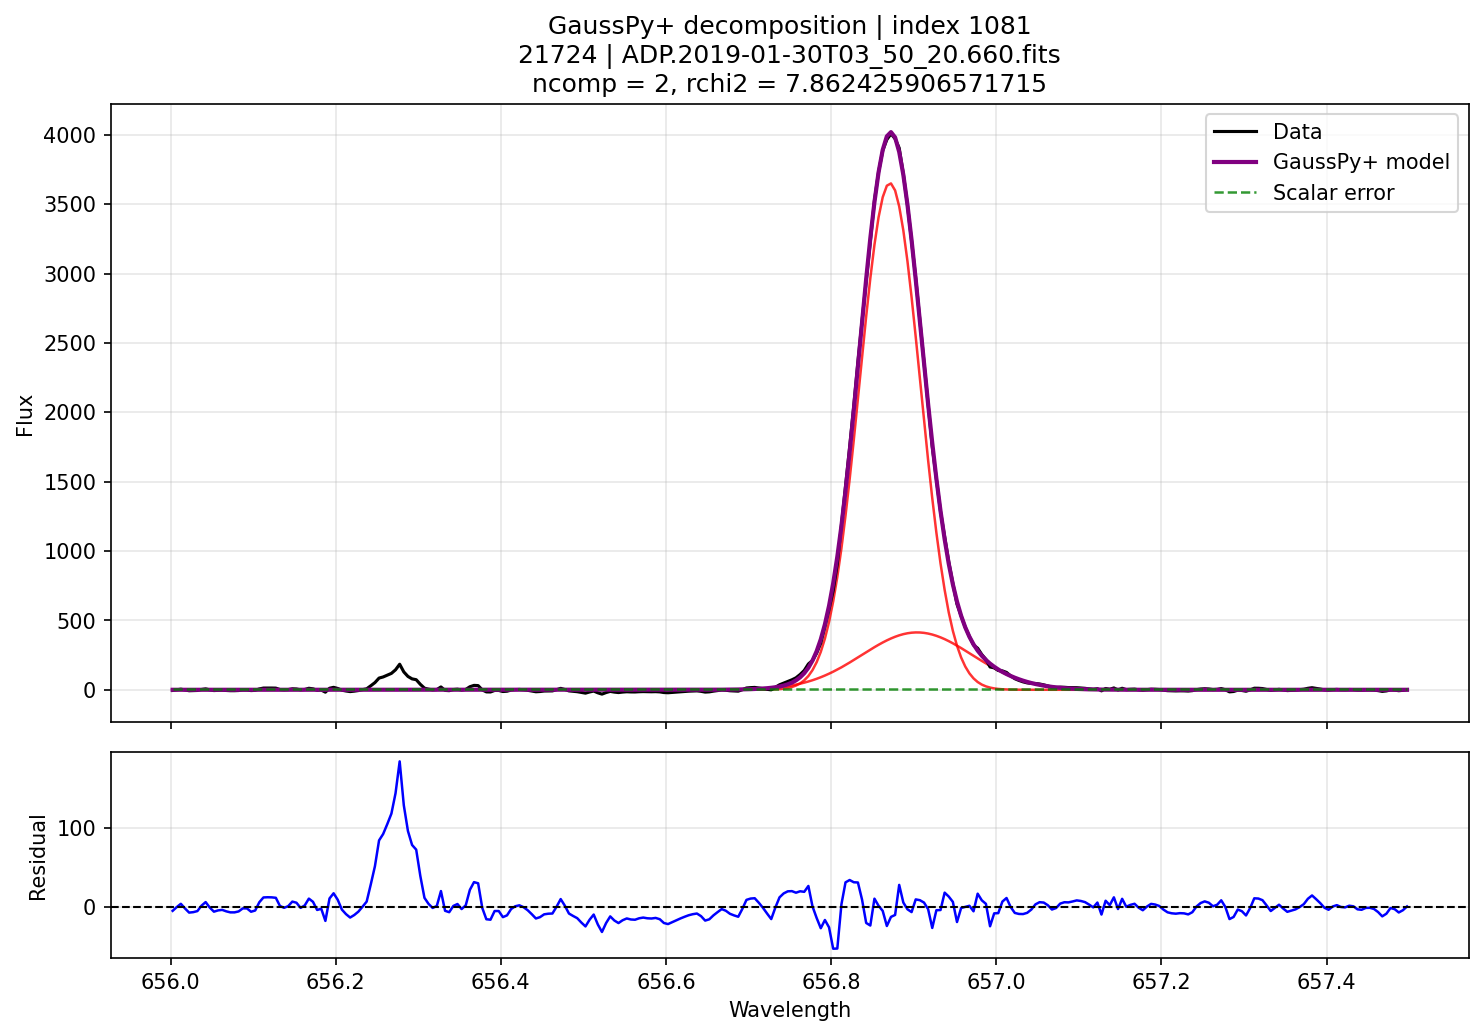 GaussPy+ decomposition | index 1081
21724 | ADP.2019-01-30T03_50_20.660.fits
ncomp = 2, rchi2 = 7.862425906571715
Data
GaussPy+ model
Scalar error
Flux
4000
3500
3000
2500
2000
1500
1000
500
0
Residual
100
0
656.0 656.2 656.4 656.6 656.8 657.0 657.2 657.4
Wavelength